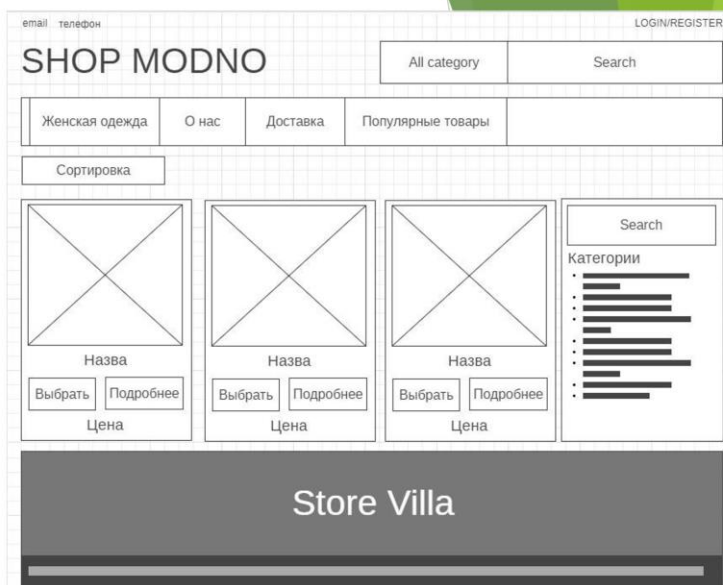 email телефон LOGIN/REGISTER
SHOP MODNO
All category Search
Женская одежда О нас Доставка Популярные товары
Сортировка
Search
Категории
Назва Назва Назва
Выбрать Подробнее Выбрать Подробнее Выбрать Подробнее
Цена Цена Цена
Store Villa